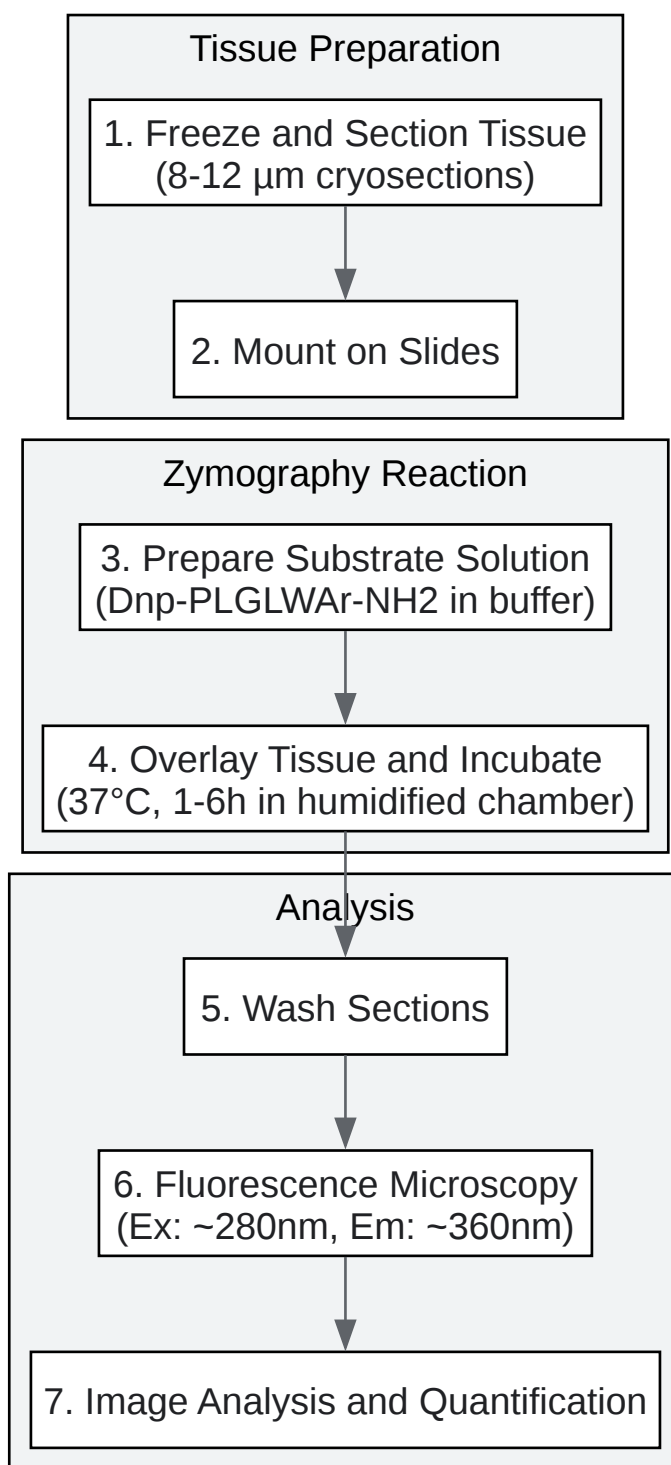 Tissue Preparation
1. Freeze and Section Tissue
(8-12 µm cryosections)
2. Mount on Slides
Zymography Reaction
3. Prepare Substrate Solution
(Dnp-PLGLWAr-NH2 in buffer)
4. Overlay Tissue and Incubate
(37°C, 1-6h in humidified chamber)
Analysis
5. Wash Sections
6. Fluorescence Microscopy
(Ex: ~280nm, Em: ~360nm)
7. Image Analysis and Quantification